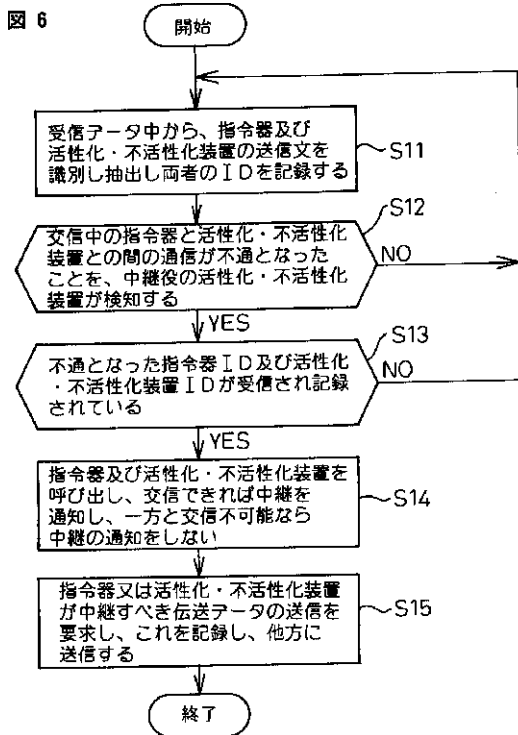 図 6
開始
受信データ中から、指令器及び
活性化・不活性化装置の送信文を
識別し抽出し両者のIDを記録する
S11
S12
交信中の指令器と活性化・不活性化
装置との間の通信が不通となった
ことを、中継役の活性化・不活性化
装置が検知する
NO
YES
S13
不通となった指令器ID及び活性化
・不活性化装置IDが受信され記録
されている
NO
YES
指令器及び活性化・不活性化装置を
呼び出し、交信できれば中継を
通知し、一方と交信不可能なら
中継の通知をしない
S14
指令器又は活性化・不活性化装置
が中継すべき伝送データの送信を
要求し、これを記録し、他方に
送信する
S15
終了